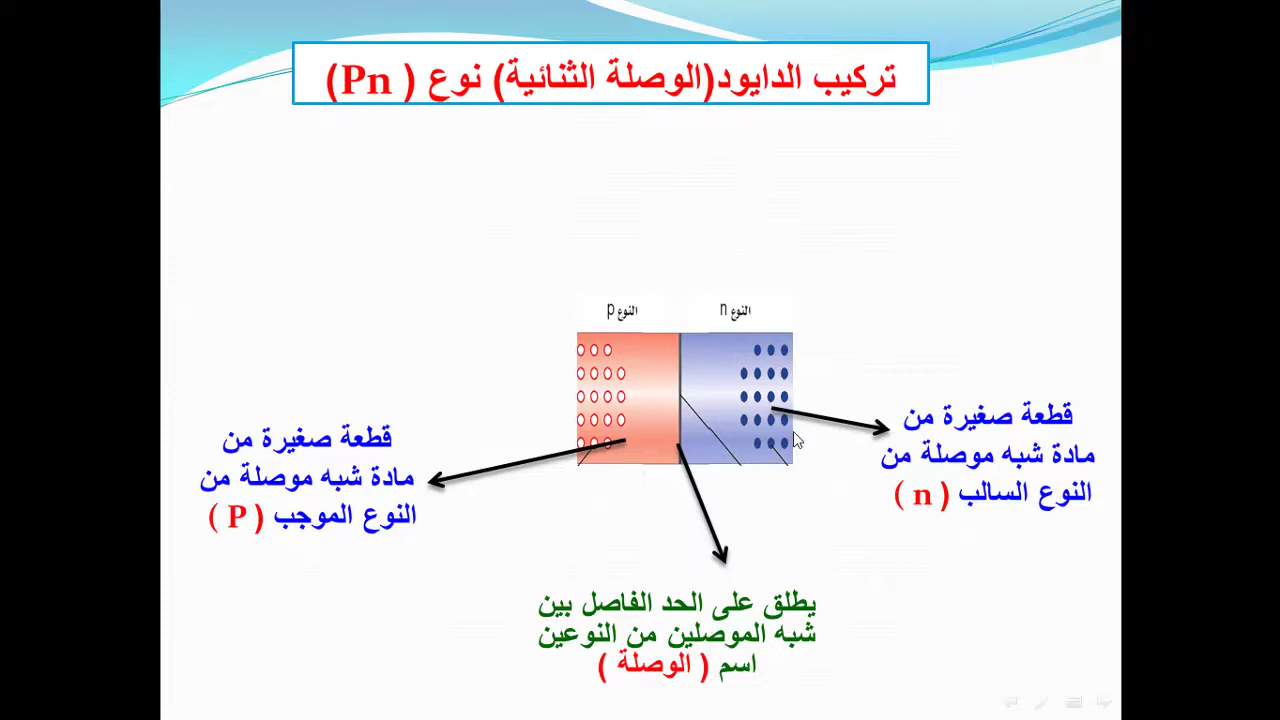 تركيب الدايود(الوصلة الثنائية) نوع ( Pn)
النوع n
النوع p
قطعة صغيرة من
مادة شبه موصلة من
النوع السالب ( n )
قطعة صغيرة من
مادة شبه موصلة من
النوع الموجب ( P )
يطلق على الحد الفاصل بين
شبه الموصلين من النوعين
اسم ( الوصلة )